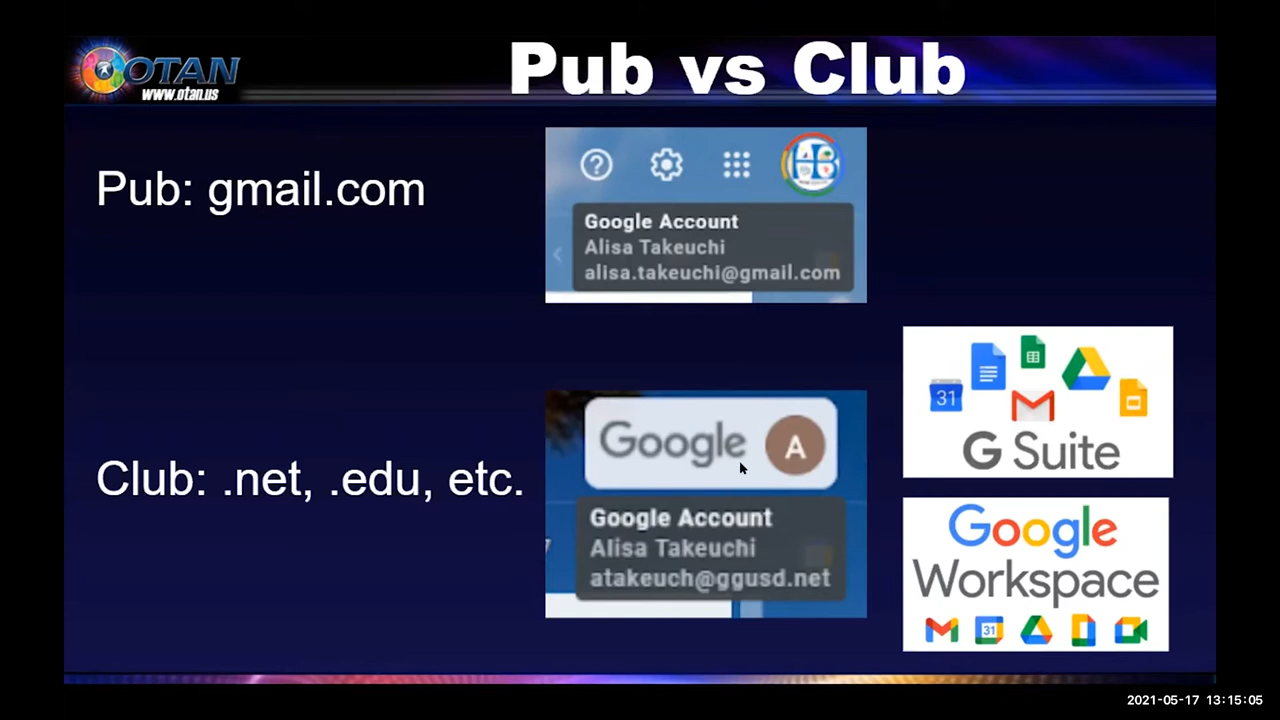 OTAN
www.otan.us
Pub vs Club
Pub: gmail.com
Google Account
Alisa Takeuchi
alisa.takeuchi@gmail.com
31
G Suite
Club: .net, .edu, etc.
Google
A
Google Account
Alisa Takeuchi
atakeuch@ggusd.net
Google
Workspace
31
2021-05-17 13:15:05